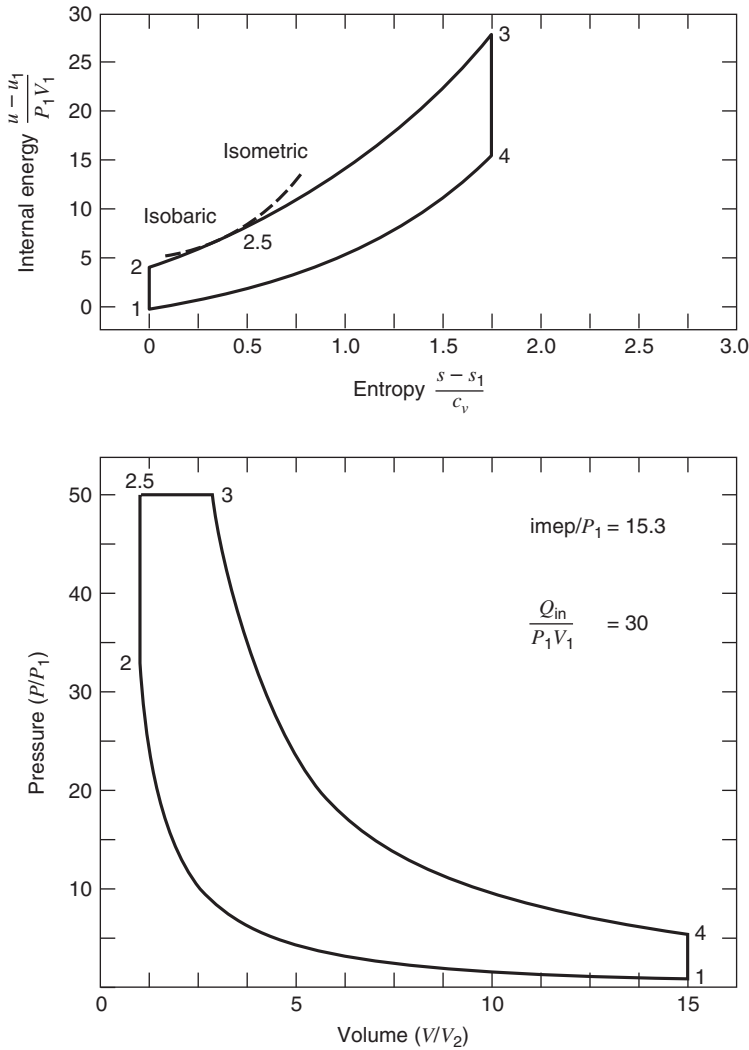 30
25
20
15
10
5
0
Internal energy u − u₁ / P₁V₁
Isometric
Isobaric
3
4
2.5
2
1
0 0.5 1.0 1.5 2.0 2.5 3.0
Entropy s − s₁ / cᵥ
50
40
30
20
10
0
Pressure (P/P₁)
2.5
3
2
4
1
imep/P₁ = 15.3
Qin / P₁V₁ = 30
0 5 10 15
Volume (V/V₂)